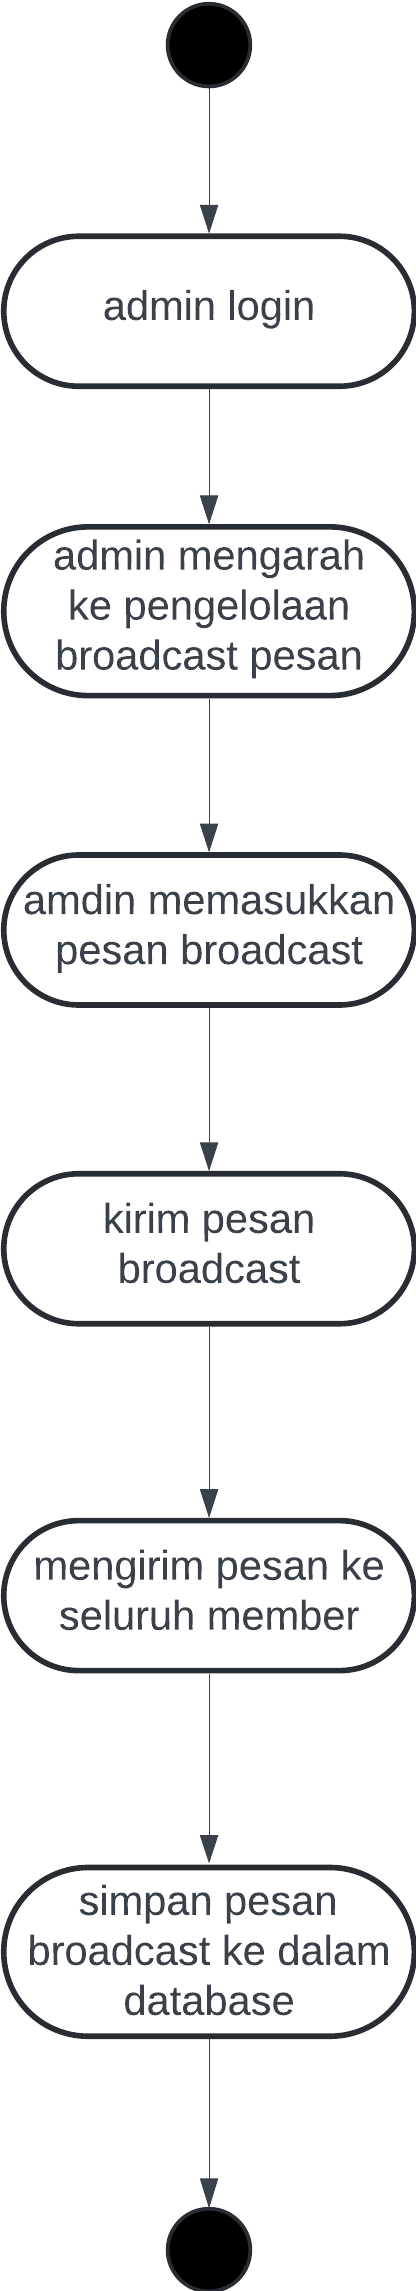 admin login
admin mengarah
ke pengelolaan
broadcast pesan
amdin memasukkan
pesan broadcast
kirim pesan
broadcast
mengirim pesan ke
seluruh member
simpan pesan
broadcast ke dalam
database